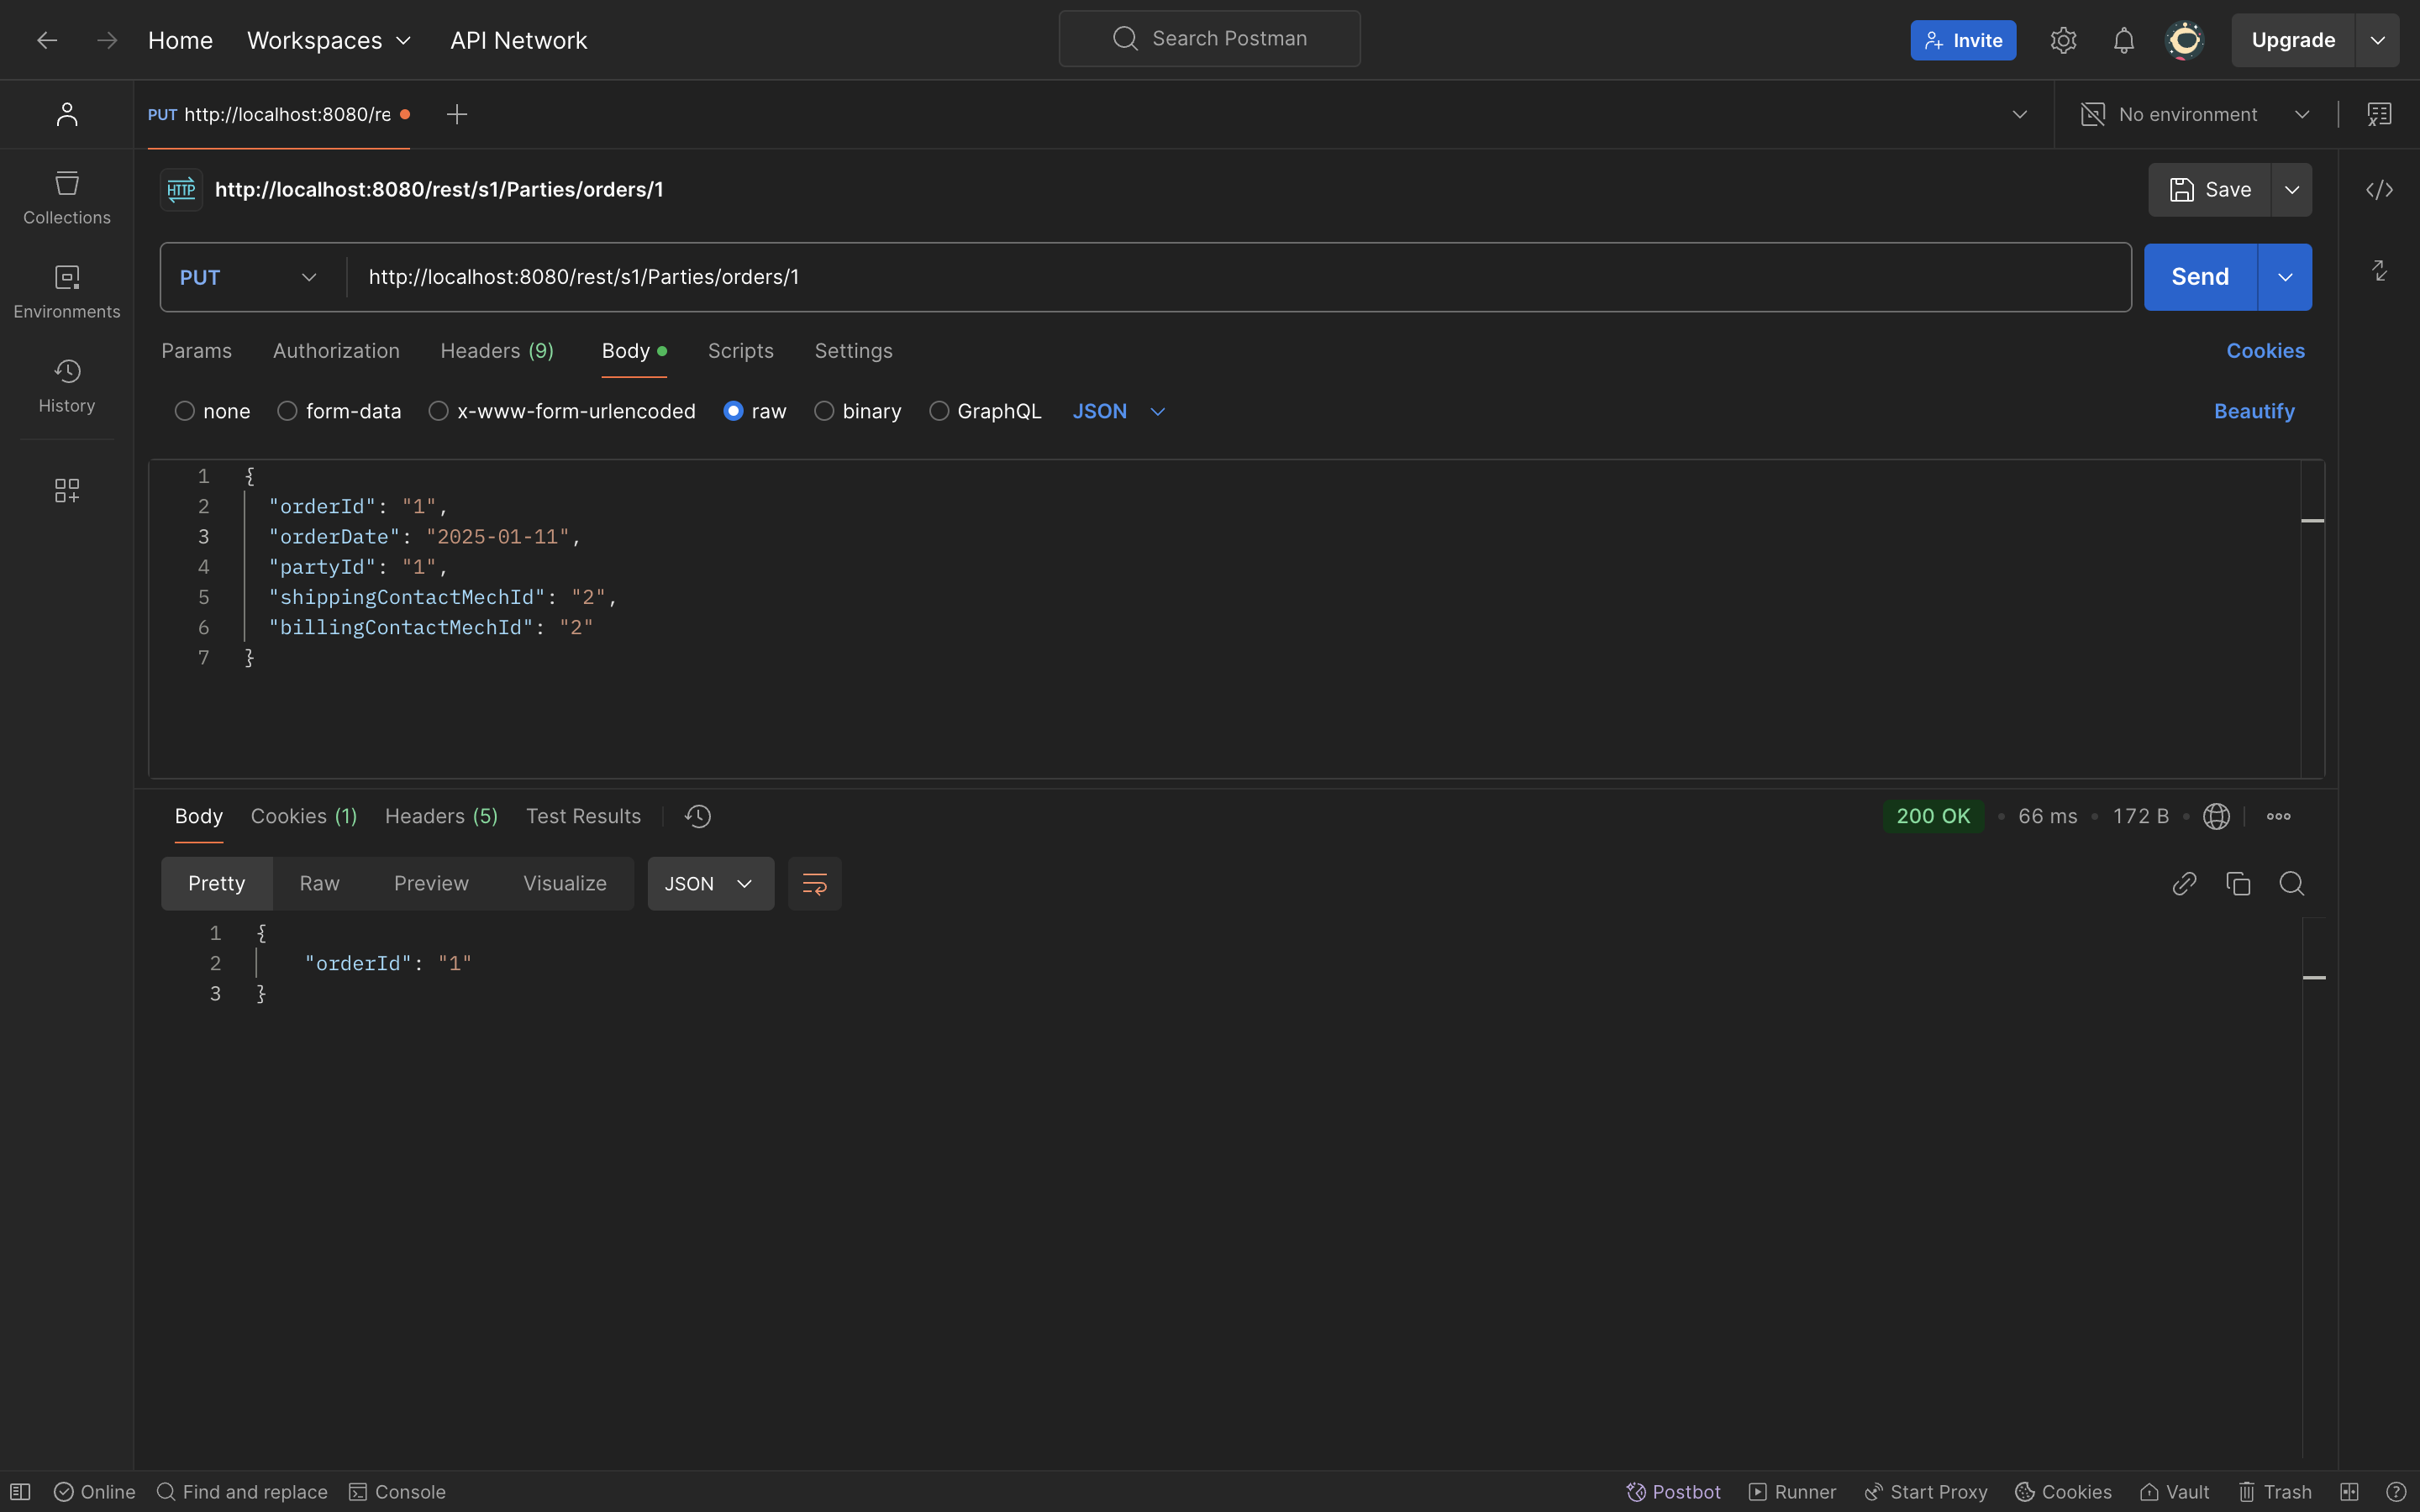 Home Workspaces API Network Search Postman Invite Upgrade
PUT http://localhost:8080/re No environment
HTTP http://localhost:8080/rest/s1/Parties/orders/1 Save
PUT http://localhost:8080/rest/s1/Parties/orders/1 Send
Params Authorization Headers (9) Body Scripts Settings Cookies
none form-data x-www-form-urlencoded raw binary GraphQL JSON Beautify
Collections
Environments
History
1 {
2 "orderId": "1",
3 "orderDate": "2025-01-11",
4 "partyId": "1",
5 "shippingContactMechId": "2",
6 "billingContactMechId": "2"
7 }
Body Cookies (1) Headers (5) Test Results 200 OK • 66 ms • 172 B •
Pretty Raw Preview Visualize JSON
1 {
2 "orderId": "1"
3 }
Online Find and replace Console Postbot Runner Start Proxy Cookies Vault Trash